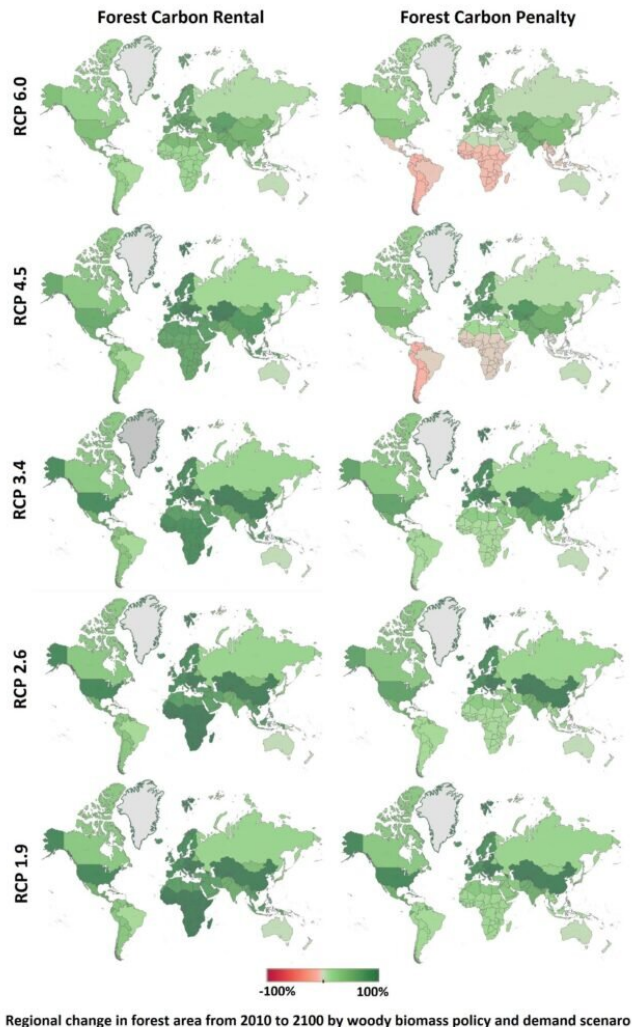 Forest Carbon Rental
Forest Carbon Penalty
RCP 6.0
RCP 4.5
RCP 3.4
RCP 2.6
RCP 1.9
-100%
100%
Regional change in forest area from 2010 to 2100 by woody biomass policy and demand scenaro